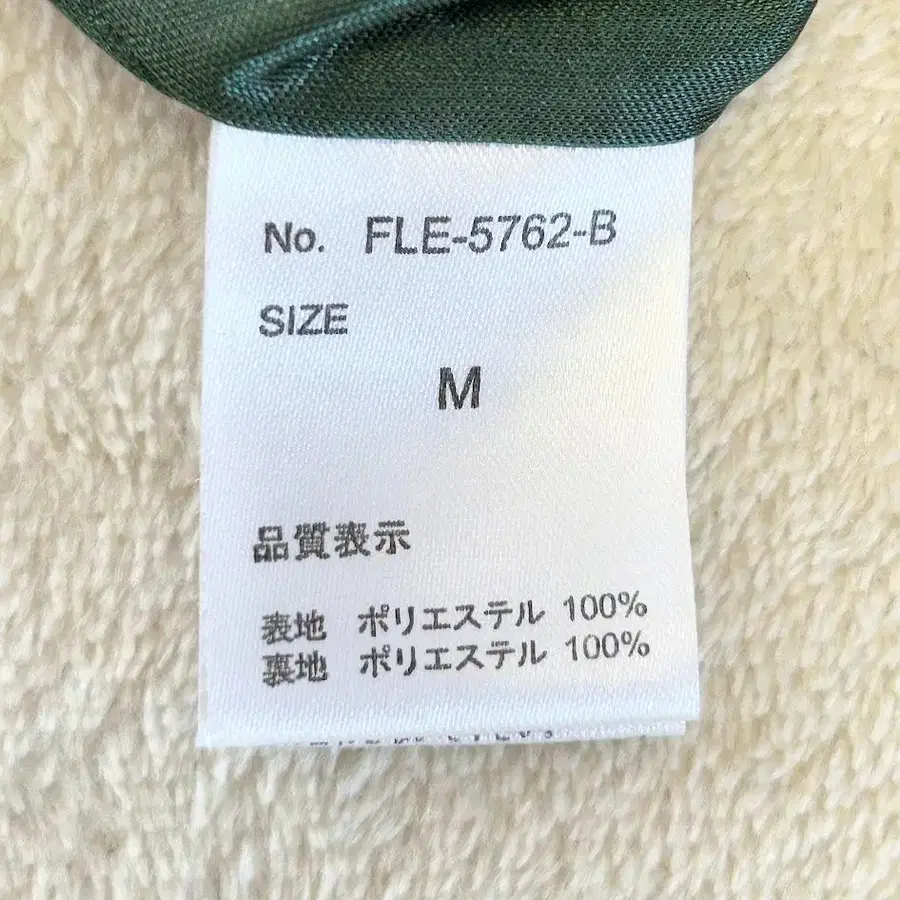 No. FLE-5762-B
SIZE
M
品質表示
表地 ポリエステル 100%
裏地 ポリエステル 100%